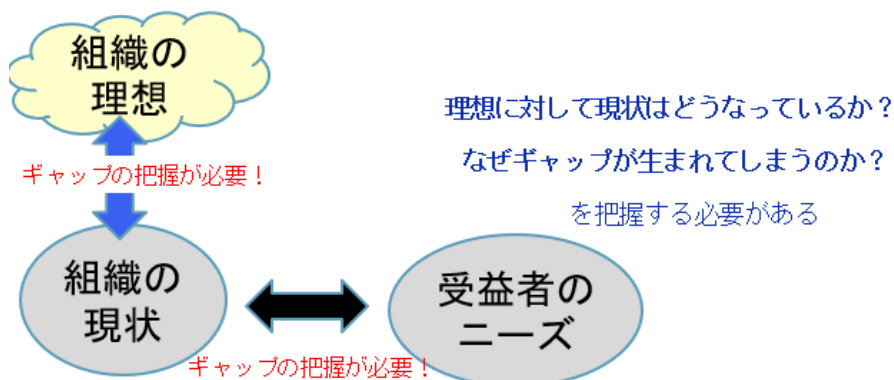 組織の
理想
理想に対して現状はどうなっているか？
なぜギャップが生まれてしまうのか？
を把握する必要がある
ギャップの把握が必要！
組織の
現状
受益者の
ニーズ
ギャップの把握が必要！